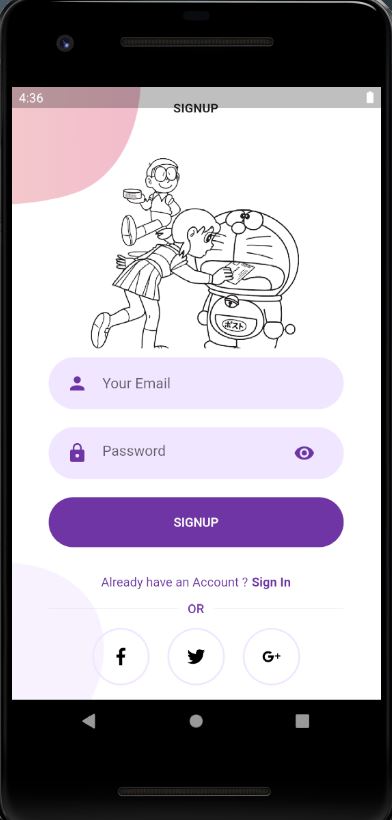 4:36
SIGNUP
ポスト
Your Email
Password
SIGNUP
Already have an Account ? Sign In
OR
G+